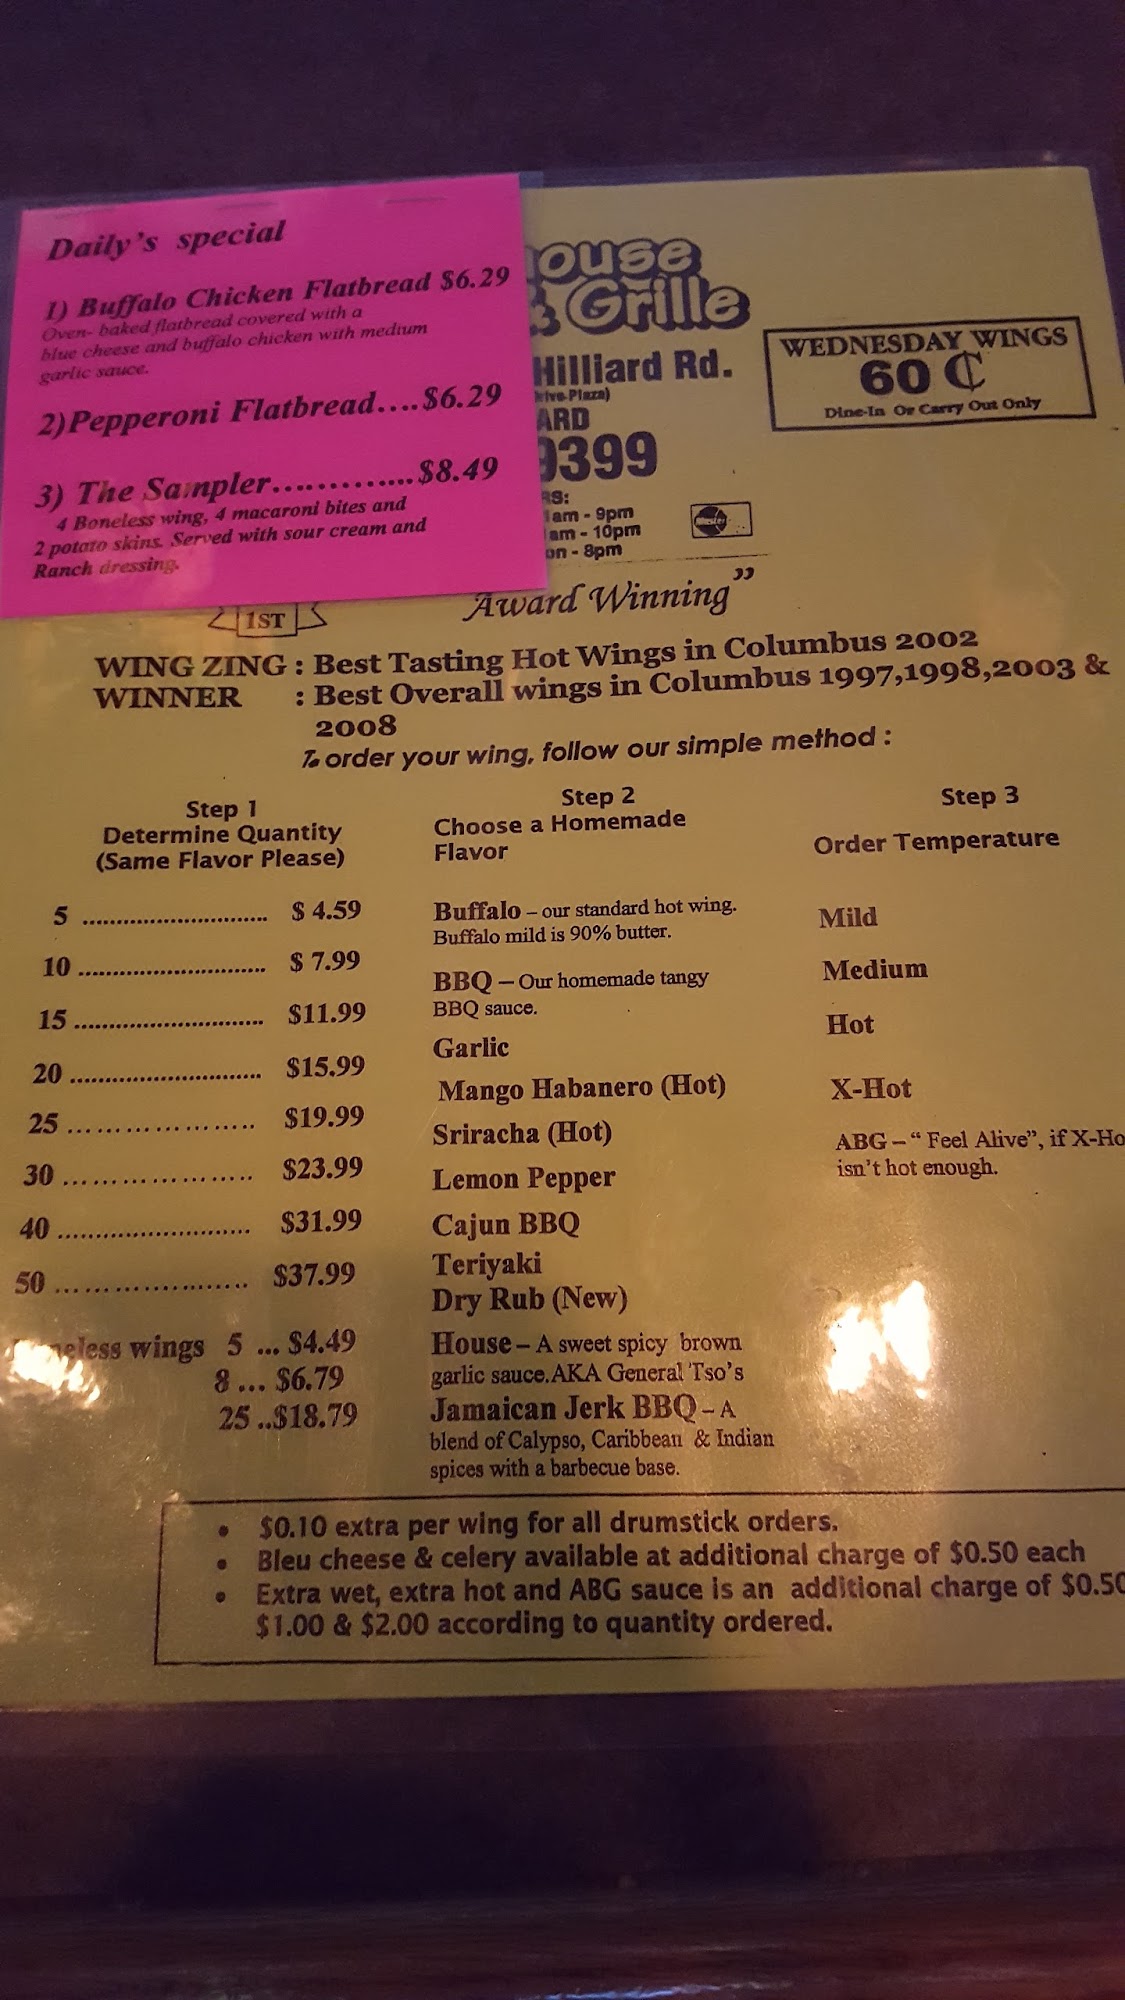 Daily's special
1) Buffalo Chicken Flatbread $6.29
Oven- baked flatbread covered with a
blue cheese and buffalo chicken with medium
garlic sauce.
2)Pepperoni Flatbread....$6.29
3) The Sampler.............$8.49
4 Boneless wing, 4 macaroni bites and
2 potato skins. Served with sour cream and
Ranch dressing.
ouse
& Grille
Hilliard Rd.
Plaza)
ARD
9399
RS:
am - 9pm
am - 10pm
on - 8pm
WEDNESDAY WINGS
60 ₵
Dine-In Or Carry Out Only
1ST
Award Winning”
WING ZING : Best Tasting Hot Wings in Columbus 2002
WINNER : Best Overall wings in Columbus 1997,1998,2003 &
2008
To order your wing, follow our simple method :
Step 1
Determine Quantity
(Same Flavor Please)
5 ............................ $ 4.59
10 ........................... $ 7.99
15 ........................... $11.99
20 ........................... $15.99
25 ..................... $19.99
30 ..................... $23.99
40 ........................... $31.99
50 ..................... $37.99
eless wings 5 ... $4.49
8 ... $6.79
25 ..$18.79
Step 2
Choose a Homemade
Flavor
Buffalo – our standard hot wing.
Buffalo mild is 90% butter.
BBQ – Our homemade tangy
BBQ sauce.
Garlic
Mango Habanero (Hot)
Sriracha (Hot)
Lemon Pepper
Cajun BBQ
Teriyaki
Dry Rub (New)
House – A sweet spicy brown
garlic sauce.AKA General Tso's
Jamaican Jerk BBQ – A
blend of Calypso, Caribbean & Indian
spices with a barbecue base.
Step 3
Order Temperature
Mild
Medium
Hot
X-Hot
ABG – “ Feel Alive”, if X-Ho
isn't hot enough.
• $0.10 extra per wing for all drumstick orders.
• Bleu cheese & celery available at additional charge of $0.50 each
• Extra wet, extra hot and ABG sauce is an additional charge of $0.50
$1.00 & $2.00 according to quantity ordered.